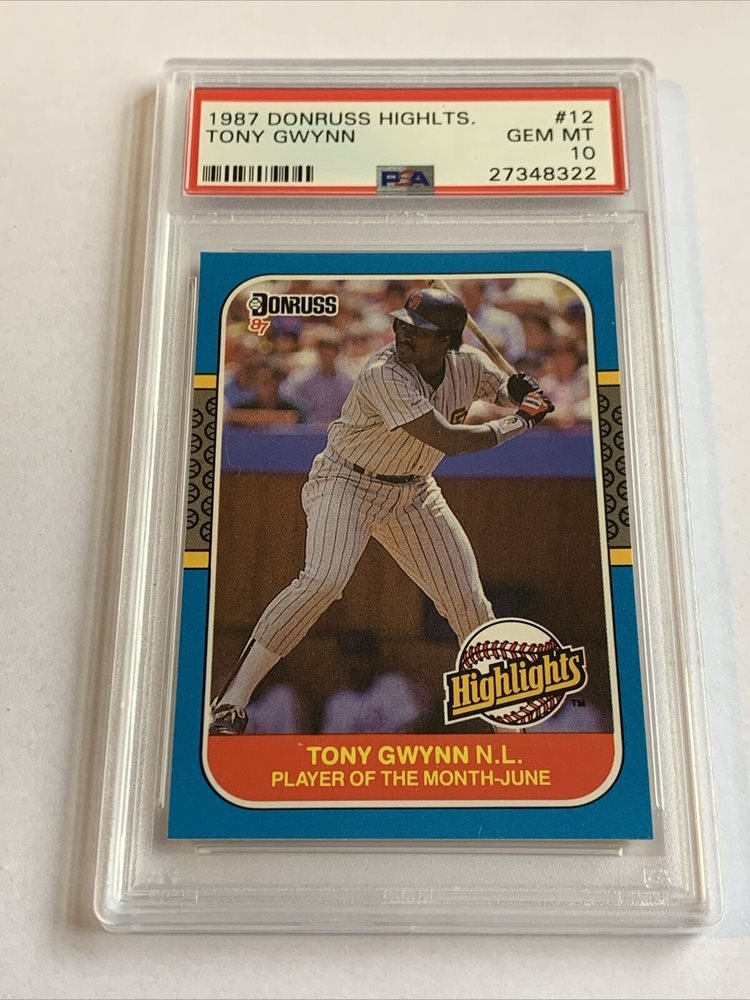 1987 DONRUSS HIGHLTS. #12
TONY GWYNN GEM MT
10
PSA 27348322
DONRUSS
87
Highlights TM
TONY GWYNN N.L.
PLAYER OF THE MONTH-JUNE